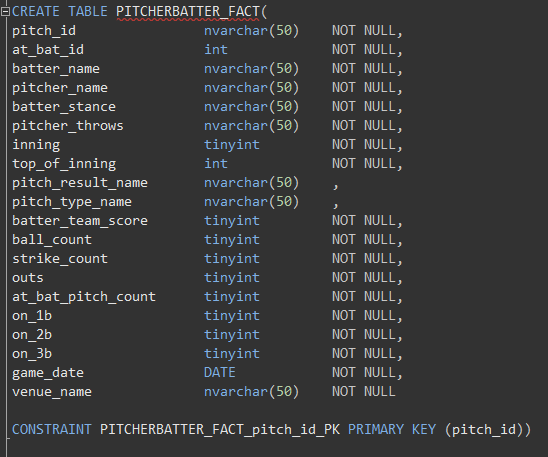 CREATE TABLE PITCHERBATTER_FACT(
pitch_id nvarchar(50) NOT NULL,
at_bat_id int NOT NULL,
batter_name nvarchar(50) NOT NULL,
pitcher_name nvarchar(50) NOT NULL,
batter_stance nvarchar(50) NOT NULL,
pitcher_throws nvarchar(50) NOT NULL,
inning tinyint NOT NULL,
top_of_inning int NOT NULL,
pitch_result_name nvarchar(50) ,
pitch_type_name nvarchar(50) ,
batter_team_score tinyint NOT NULL,
ball_count tinyint NOT NULL,
strike_count tinyint NOT NULL,
outs tinyint NOT NULL,
at_bat_pitch_count tinyint NOT NULL,
on_1b tinyint NOT NULL,
on_2b tinyint NOT NULL,
on_3b tinyint NOT NULL,
game_date DATE NOT NULL,
venue_name nvarchar(50) NOT NULL
CONSTRAINT PITCHERBATTER_FACT_pitch_id_PK PRIMARY KEY (pitch_id))